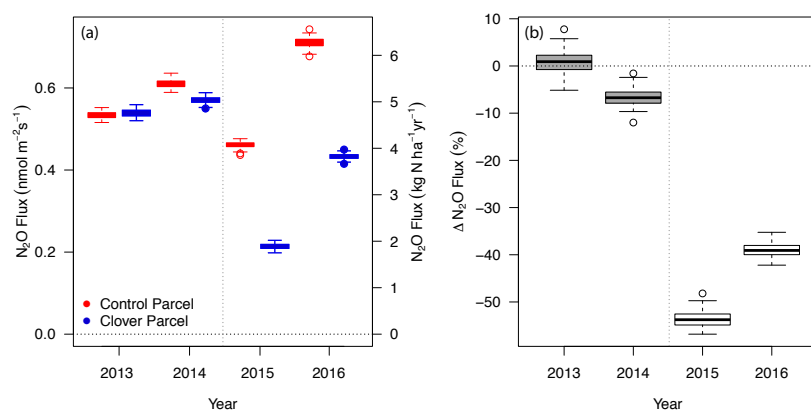 (a)
N₂O Flux (nmol m⁻²s⁻¹)
0.6
0.4
0.2
0.0
6
5
4
3
2
1
0
N₂O Flux (kg N ha⁻¹yr⁻¹)
Control Parcel
Clover Parcel
2013 2014 2015 2016
Year
(b)
Δ N₂O Flux (%)
10
0
−10
−20
−30
−40
−50
2013 2014 2015 2016
Year